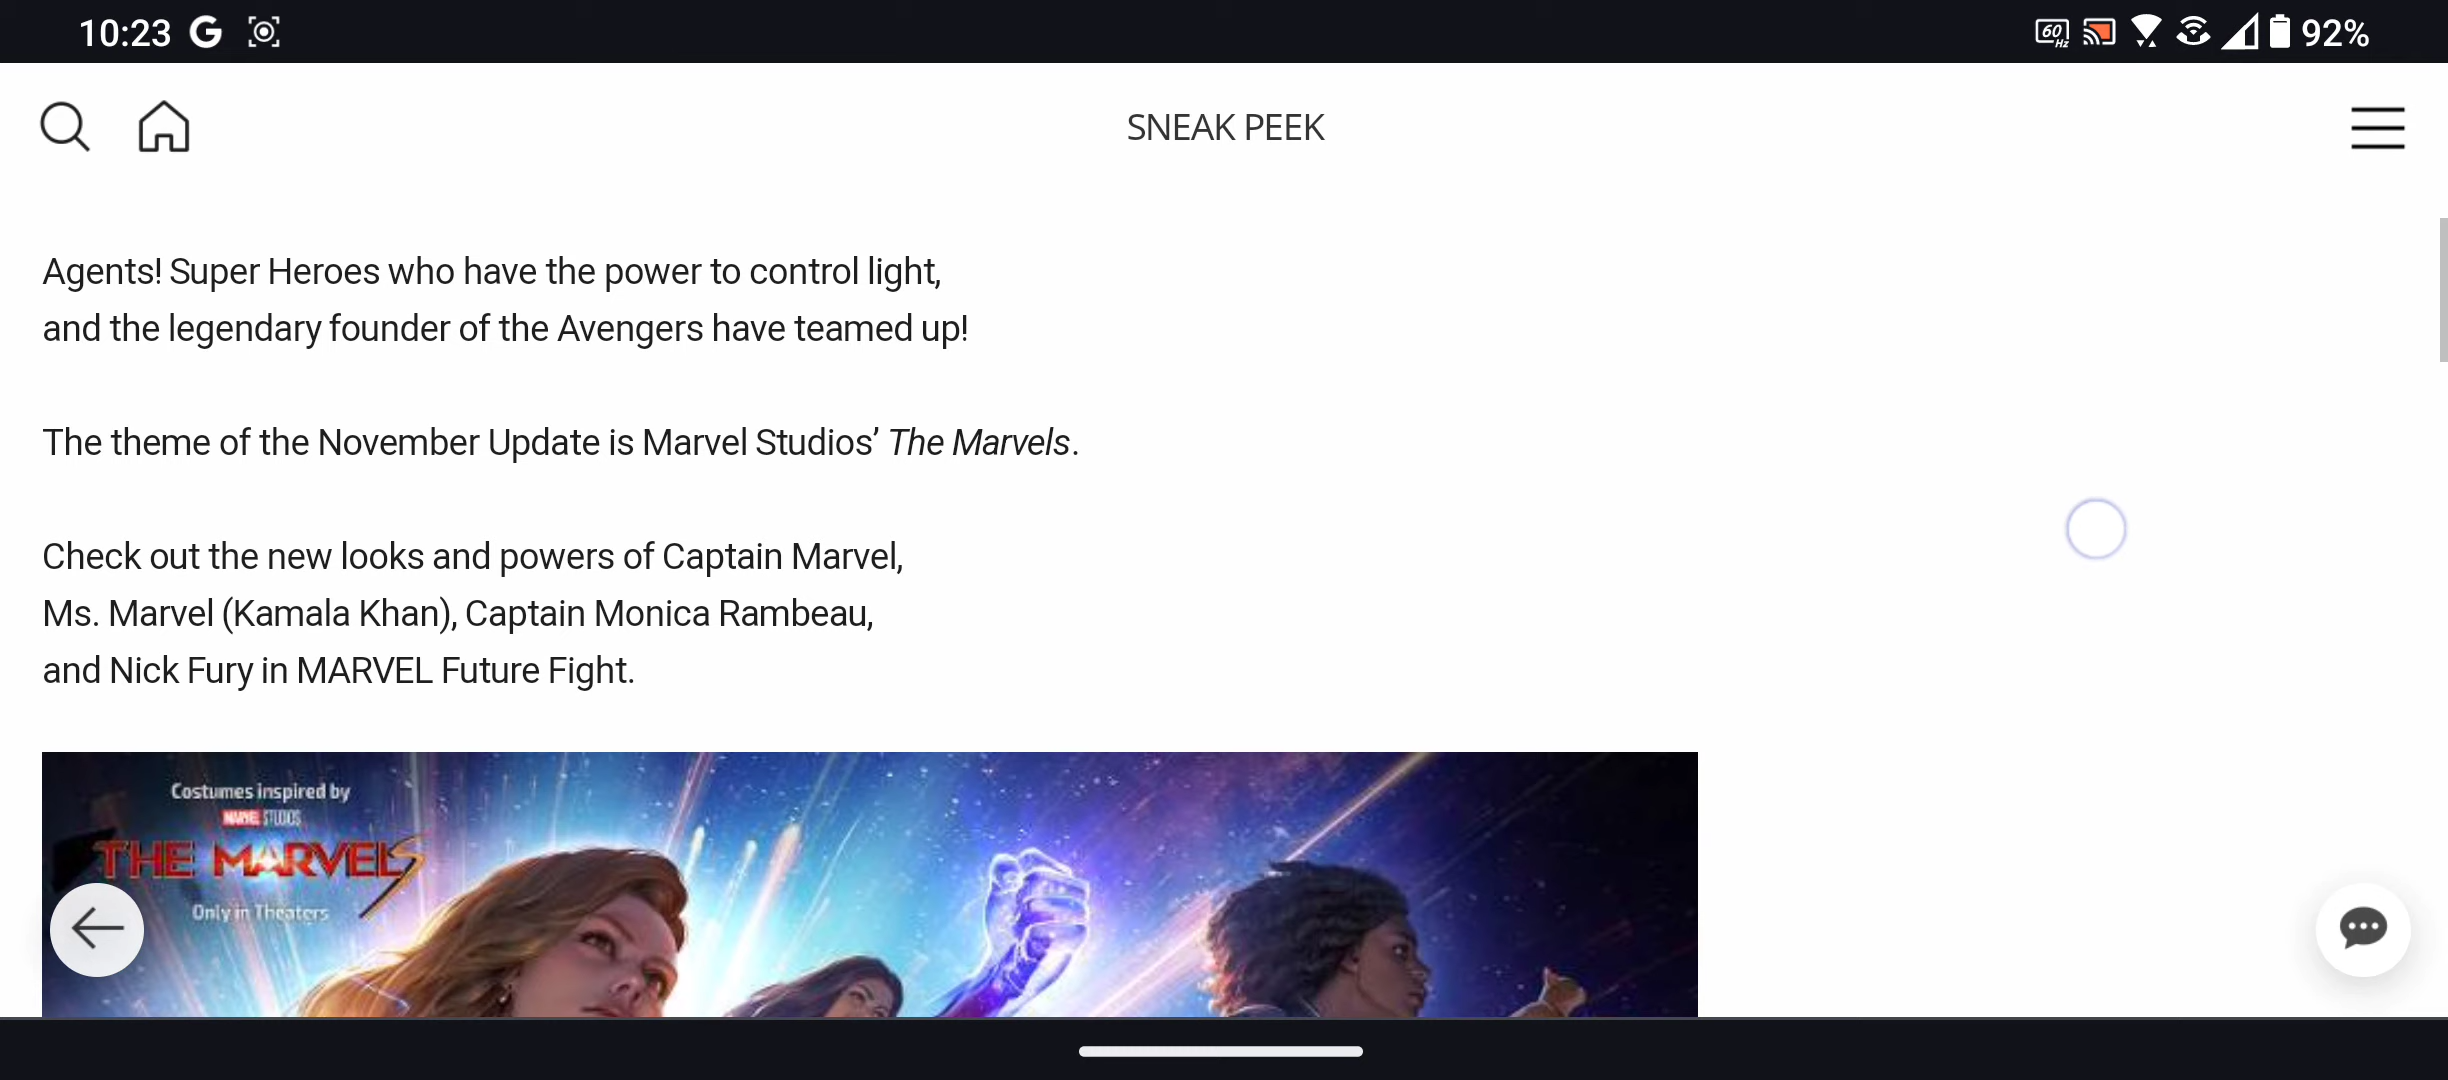 10:23
60Hz
92%
SNEAK PEEK
Agents! Super Heroes who have the power to control light,
and the legendary founder of the Avengers have teamed up!
The theme of the November Update is Marvel Studios’ The Marvels.
Check out the new looks and powers of Captain Marvel,
Ms. Marvel (Kamala Khan), Captain Monica Rambeau,
and Nick Fury in MARVEL Future Fight.
Costumes inspired by
MARVEL STUDIOS
THE MARVELS
Only in Theaters